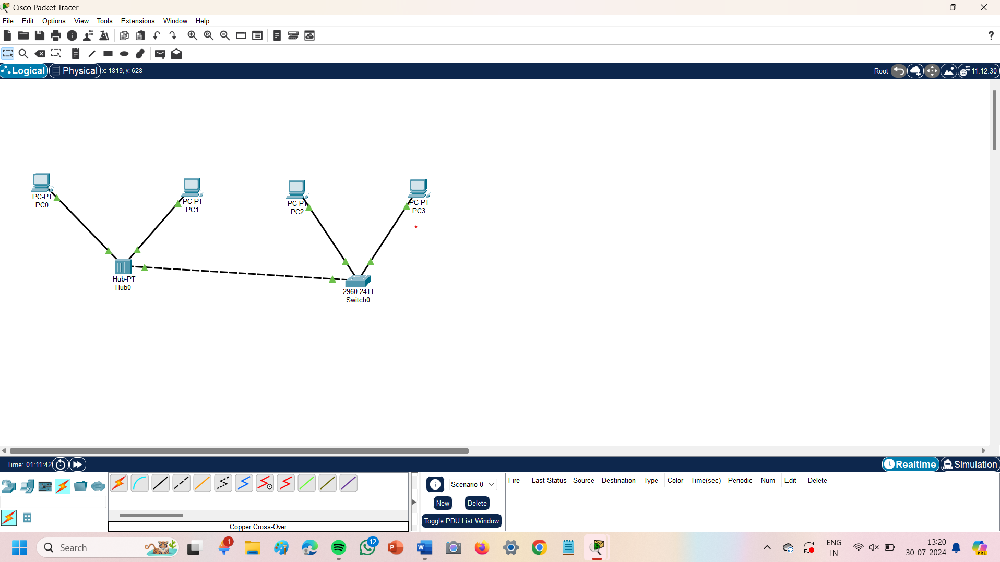 Cisco Packet Tracer
File Edit Options View Tools Extensions Window Help
Logical Physical x: 1819, y: 628 Root 11:12:30
PC-PT
PC0
PC-PT
PC1
PC-PT
PC2
PC-PT
PC3
Hub-PT
Hub0
2960-24TT
Switch0
Time: 01:11:42 Realtime Simulation
Scenario 0
New Delete
Toggle PDU List Window
Fire Last Status Source Destination Type Color Time(sec) Periodic Num Edit Delete
Copper Cross-Over
Search
1
12
PRE
ENG
IN
13:20
30-07-2024